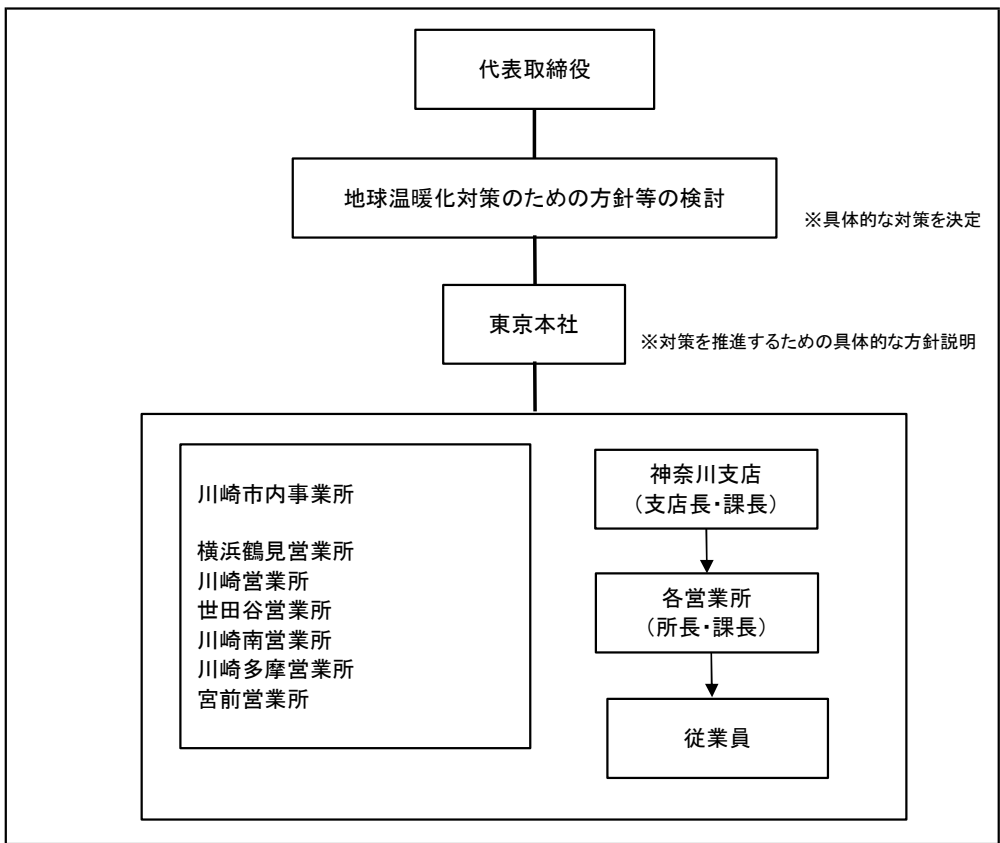 代表取締役
地球温暖化対策のための方針等の検討
※具体的な対策を決定
東京本社
※対策を推進するための具体的な方針説明
川崎市内事業所
横浜鶴見営業所
川崎営業所
世田谷営業所
川崎南営業所
川崎多摩営業所
宮前営業所
神奈川支店
（支店長・課長）
各営業所
（所長・課長）
従業員